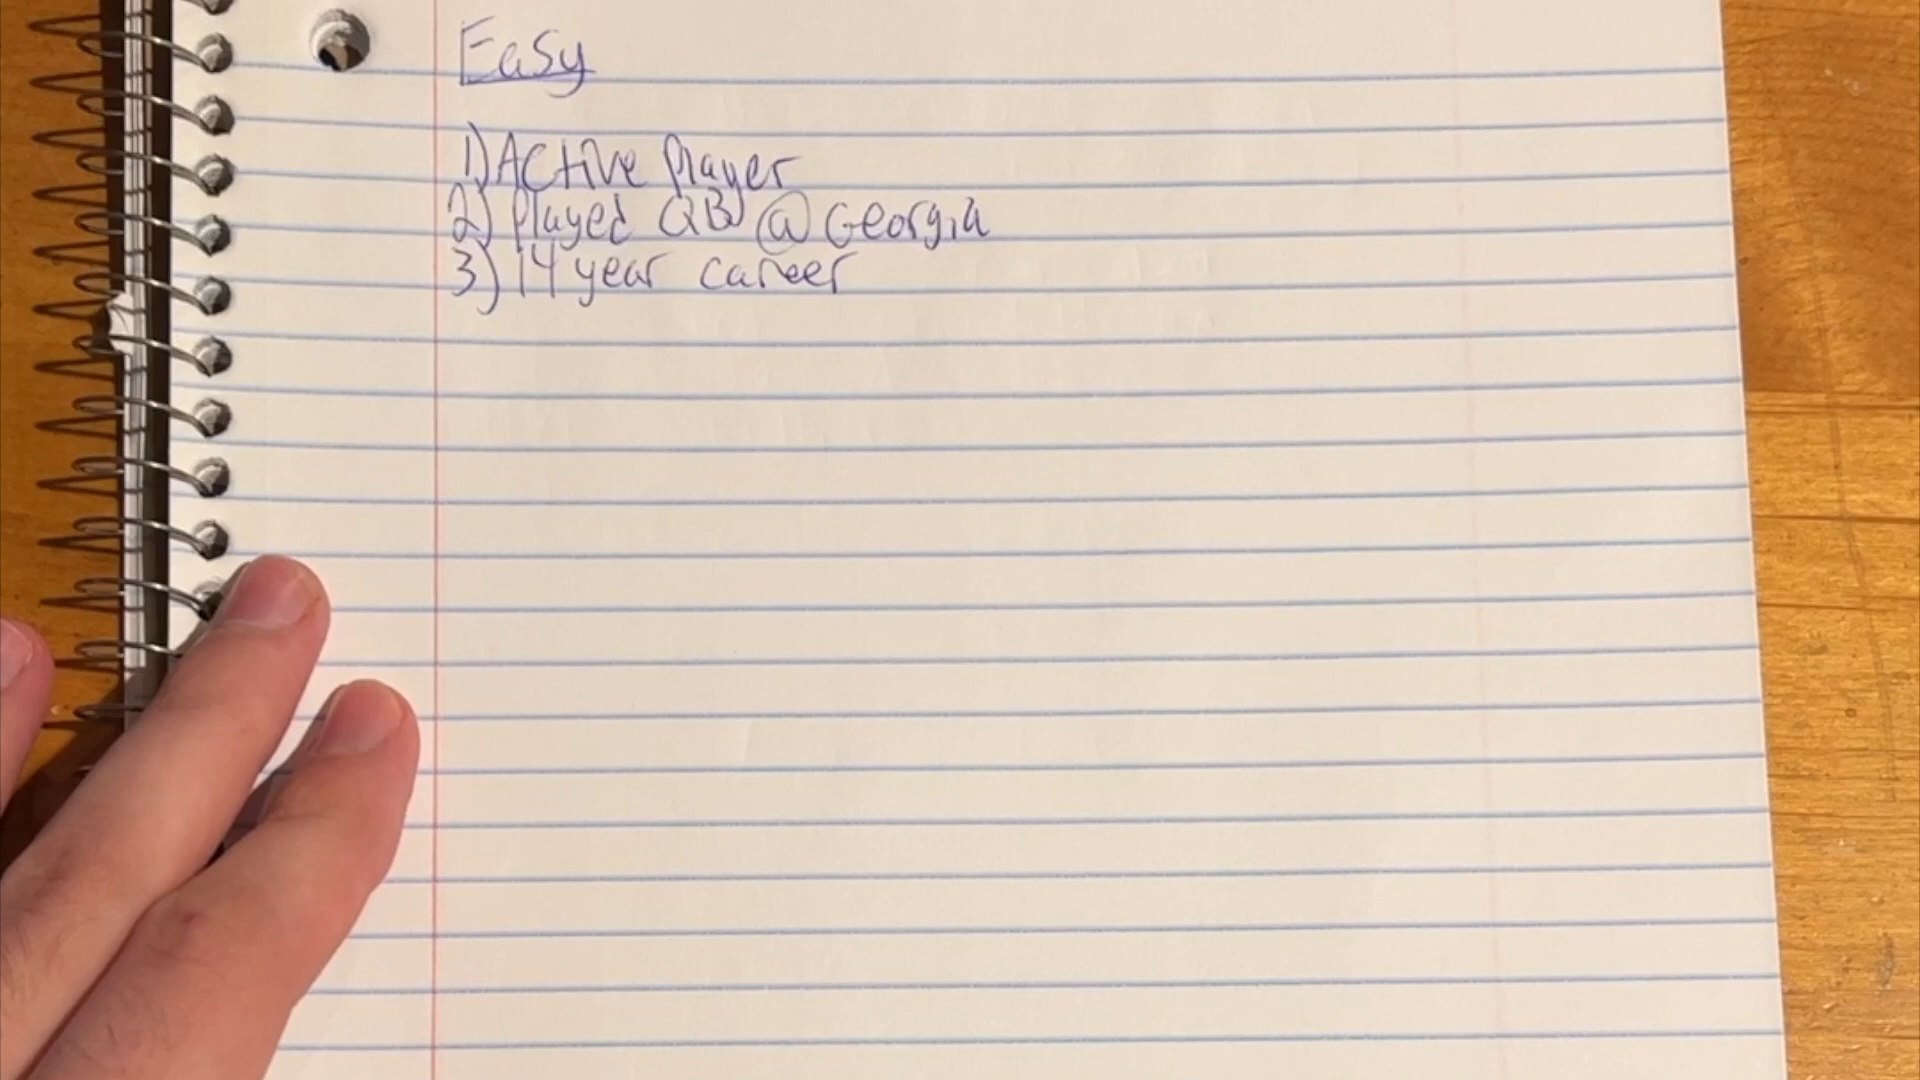 Easy
1) Active Player
2) Played QB @ Georgia
3) 14 year career